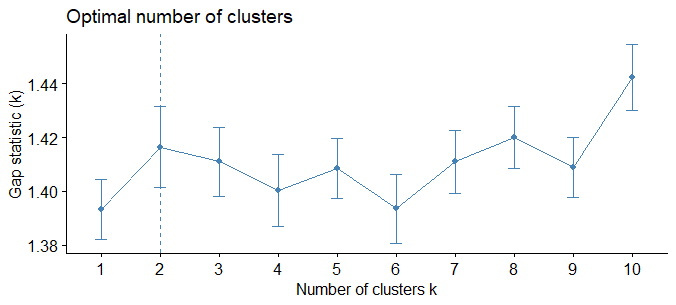 Optimal number of clusters
Gap statistic (k)
1.44
1.42
1.40
1.38
1 2 3 4 5 6 7 8 9 10
Number of clusters k